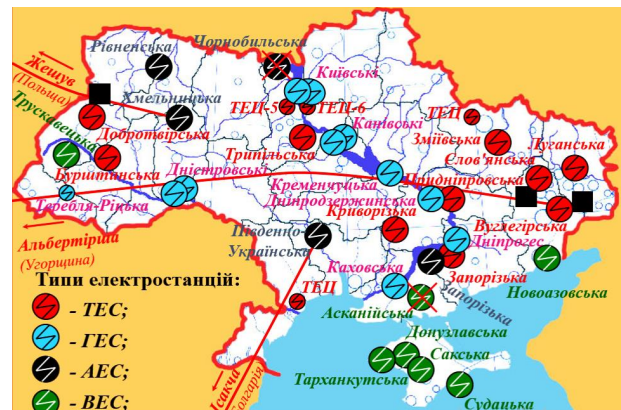 Рівненська
Чорнобильська
Жешув
(Польща)
Київські
Хмельницька
Трускавецька
ТЕЦ-5
ТЕЦ-6
ТЕЦ
Канівські
Добротвірська
Зміївська
Луганська
Трипільська
Слов'янська
Бурштинська
Дністровські
Кременчуцька
Придніпровська
Теребля-Ріцька
Дніпродзержинська
Криворізька
Вуглегірська
Дніпрогес
Альбертірша
(Угорщина)
Південно-
Українська
Запорізька
Каховська
Новоазовська
Типи електростанцій:
ТЕЦ
Асканійська
Запорізька
- ТЕС;
Донузлавська
- ГЕС;
Сакська
- АЕС;
Тарханкутська
Ісакча
Болгарія
Судацька
- ВЕС;